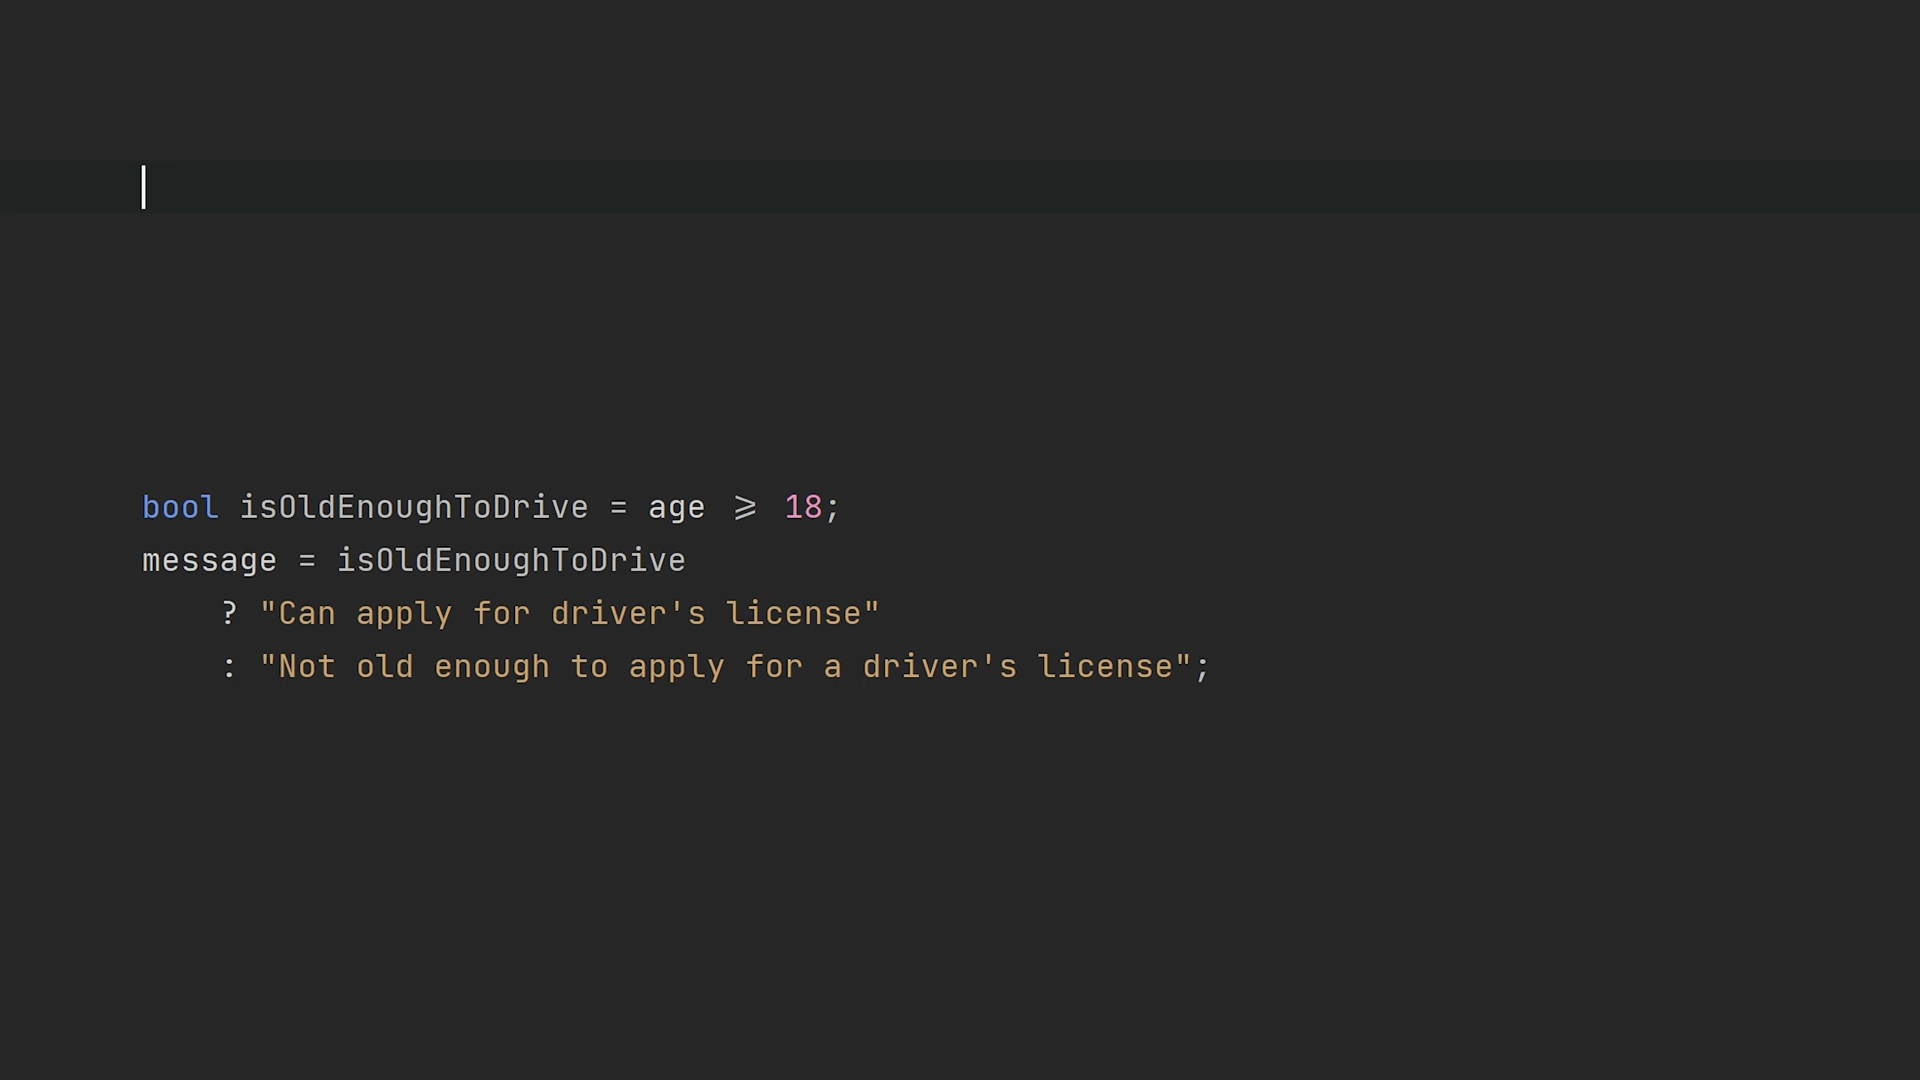 bool isOldEnoughToDrive = age >= 18;
message = isOldEnoughToDrive
? "Can apply for driver's license"
: "Not old enough to apply for a driver's license";